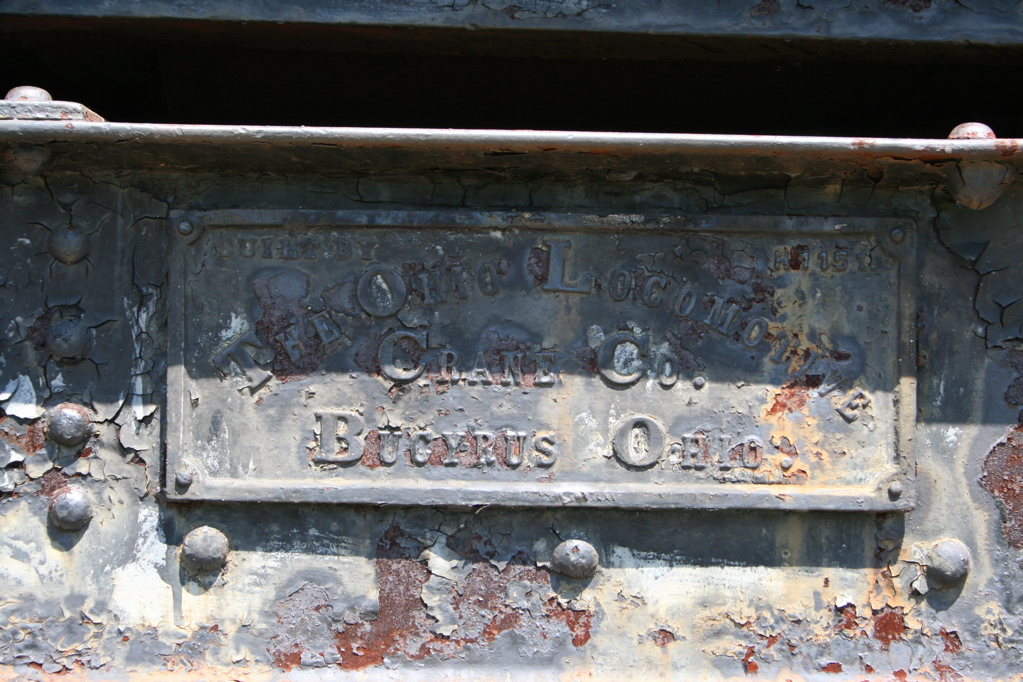 BUILT BY
THE OHIO LOCOMOTIVE
CRANE CO.
BUCYRUS OHIO.